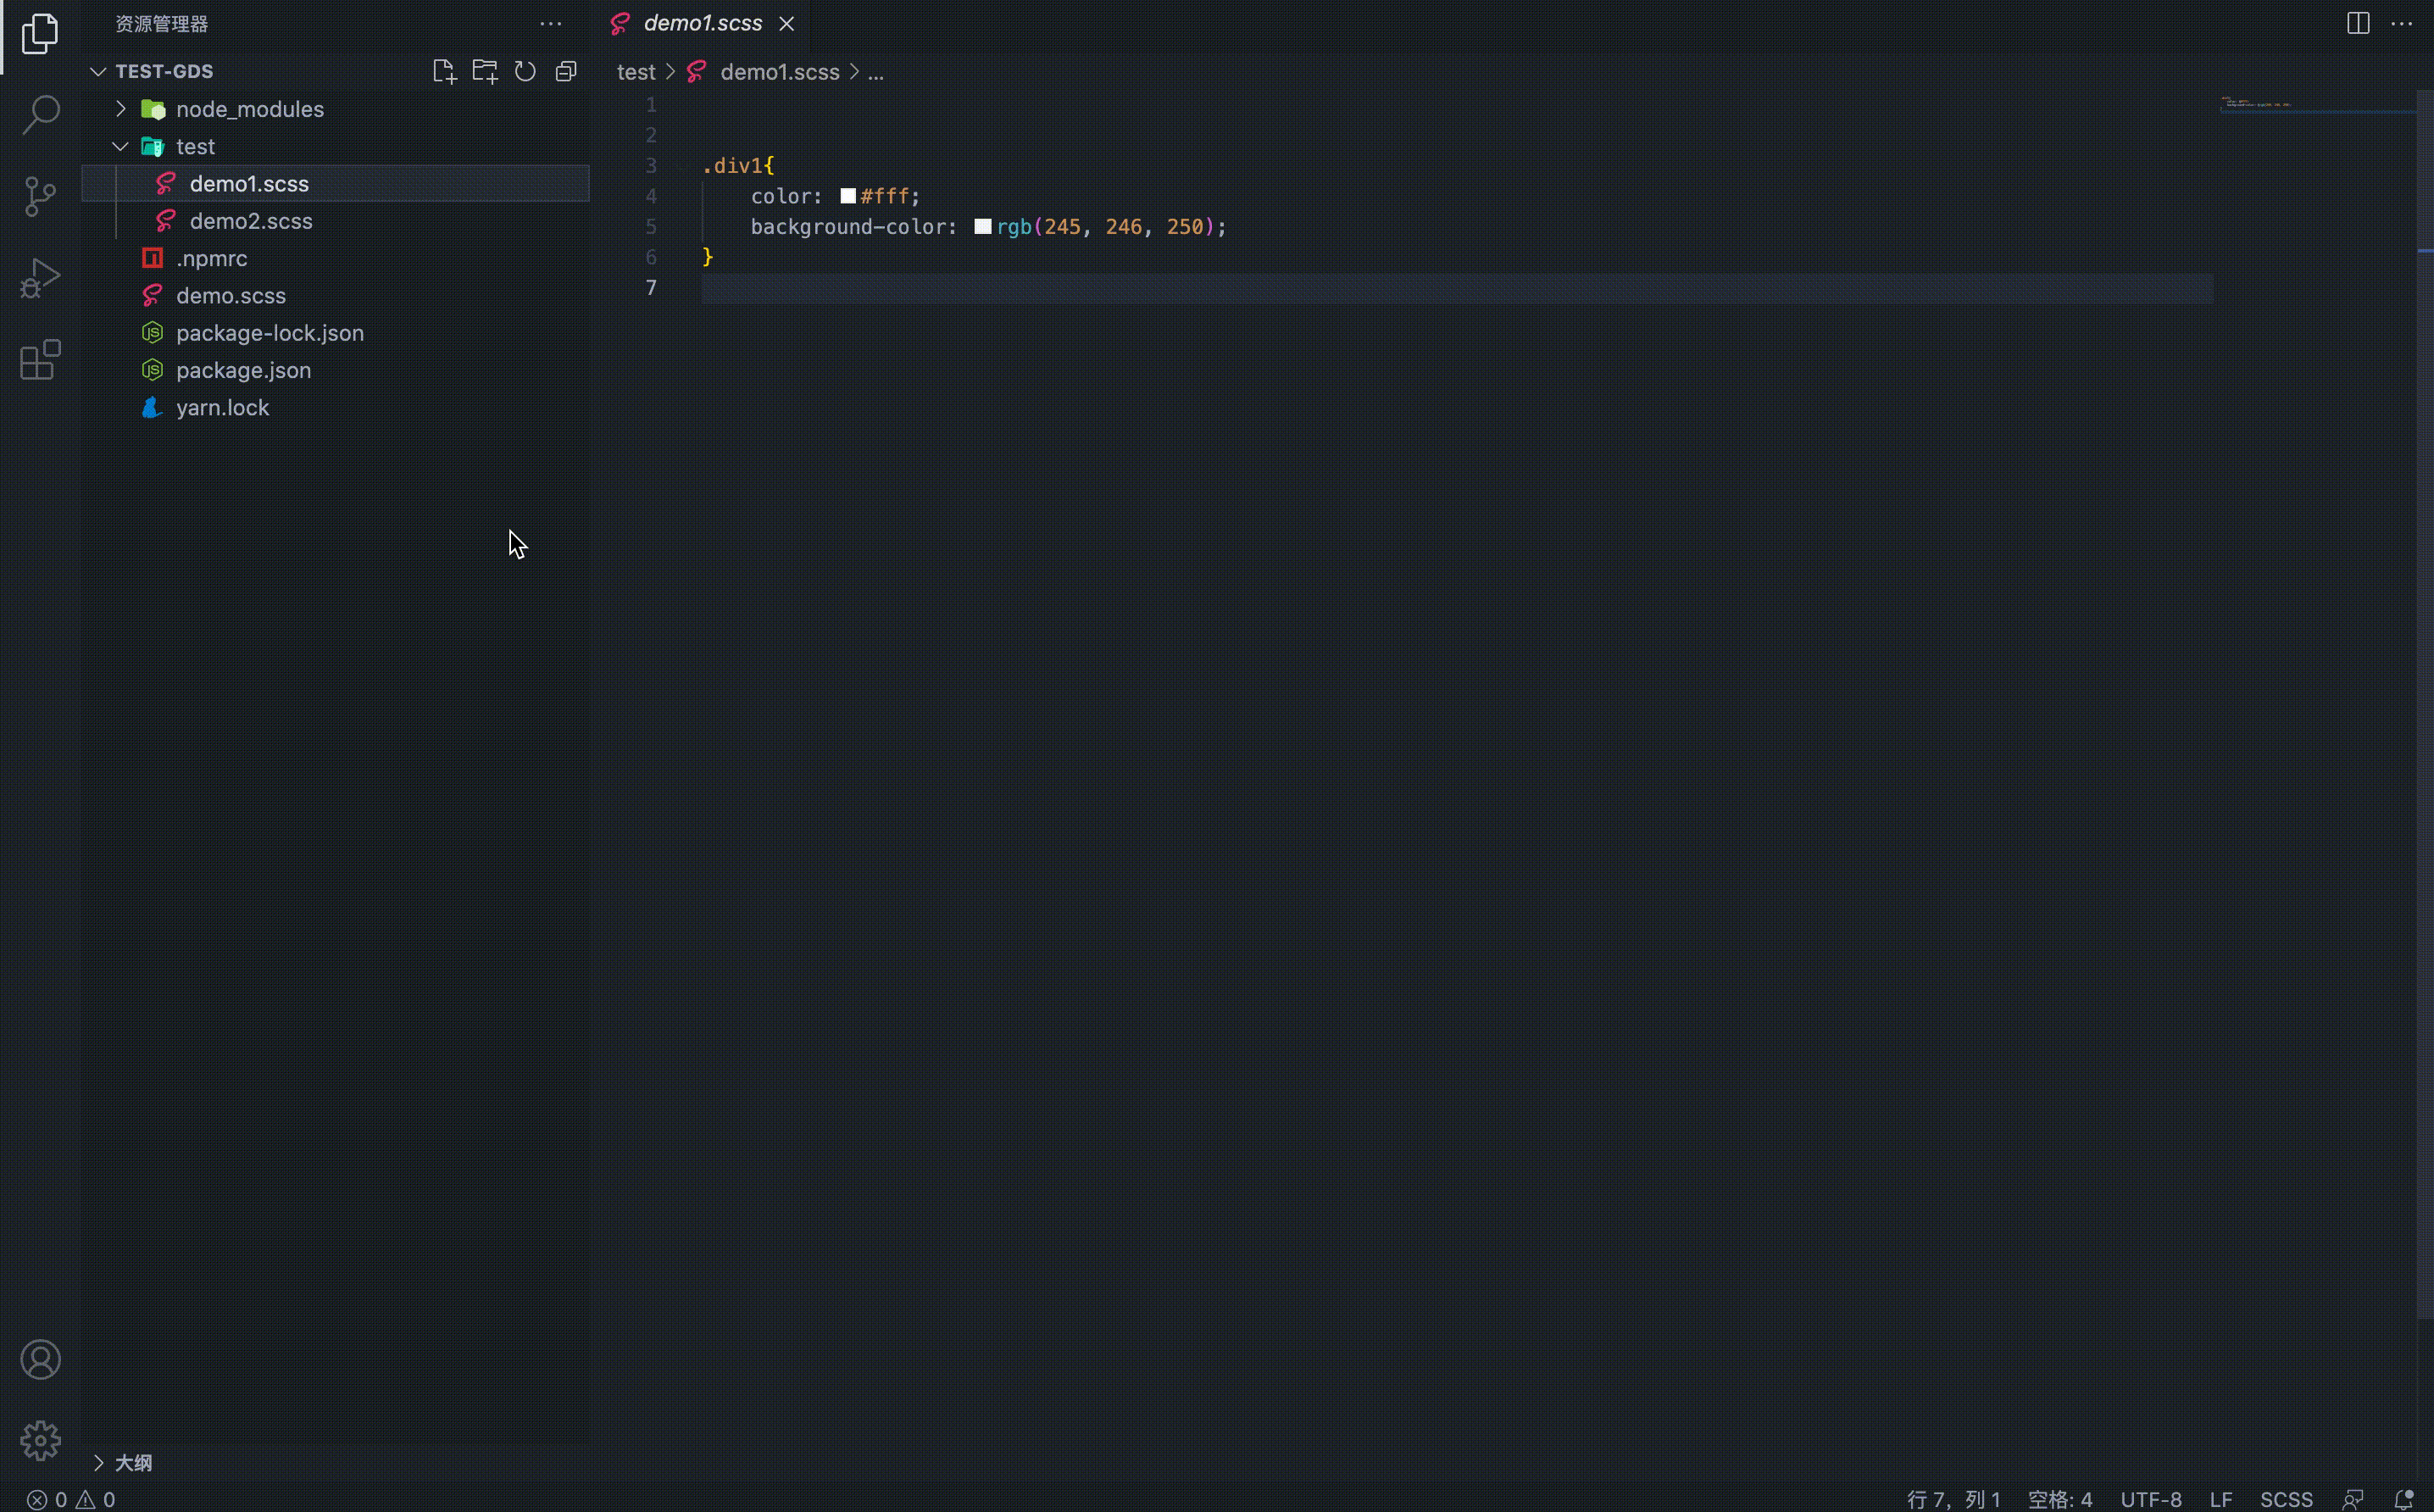 资源管理器
TEST-GDS
node_modules
test
demo1.scss
demo2.scss
.npmrc
demo.scss
package-lock.json
package.json
yarn.lock
大纲
demo1.scss
test > demo1.scss > ...
1
2
3 .div1{
4     color: #fff;
5     background-color: rgb(245, 246, 250);
6 }
7
0 0
行 7，列 1 空格: 4 UTF-8 LF SCSS